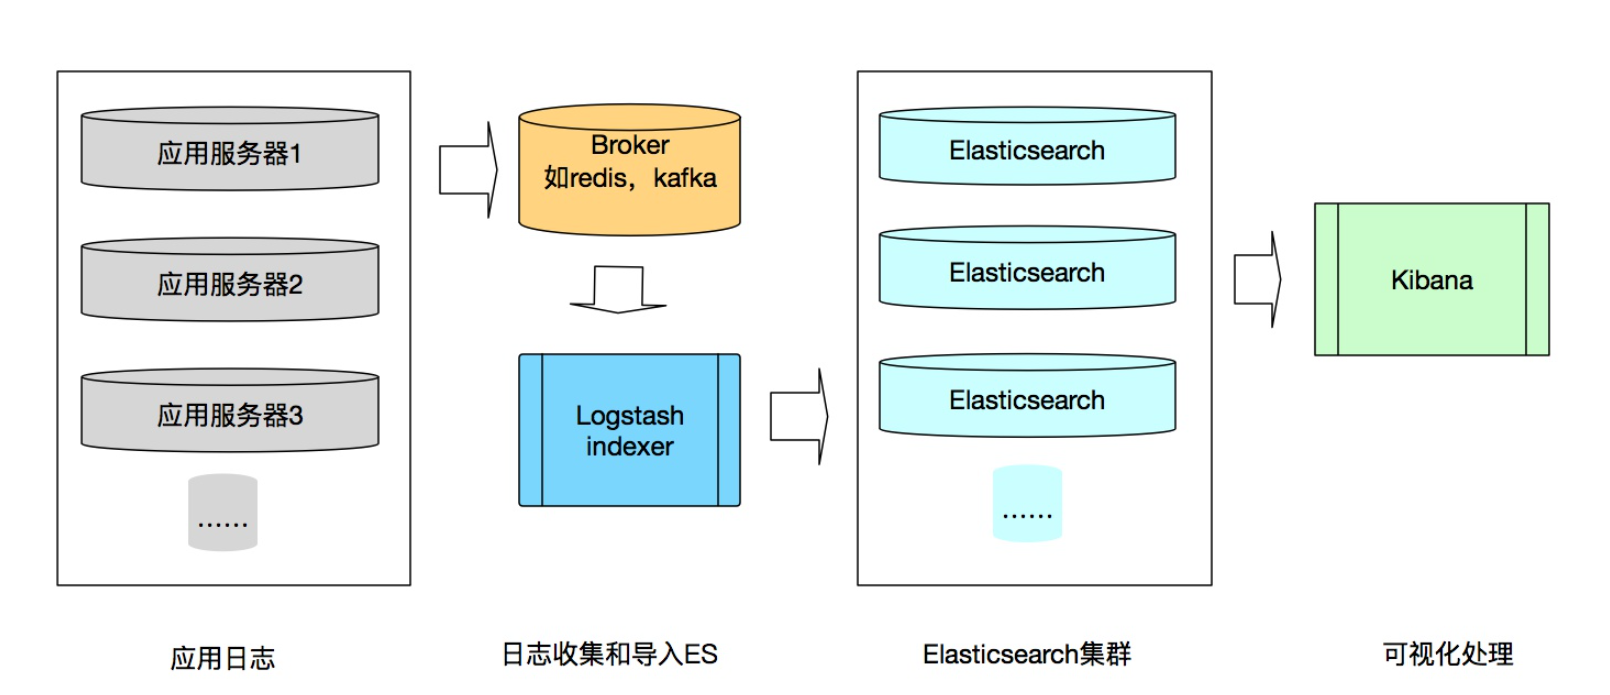 应用服务器1
应用服务器2
应用服务器3
......
应用日志
Broker
如redis，kafka
Logstash
indexer
日志收集和导入ES
Elasticsearch
Elasticsearch
Elasticsearch
......
Elasticsearch集群
Kibana
可视化处理